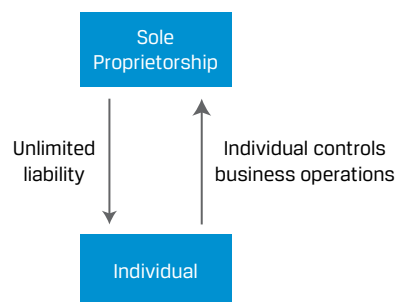 Sole
Proprietorship
Unlimited
liability
Individual controls
business operations
Individual